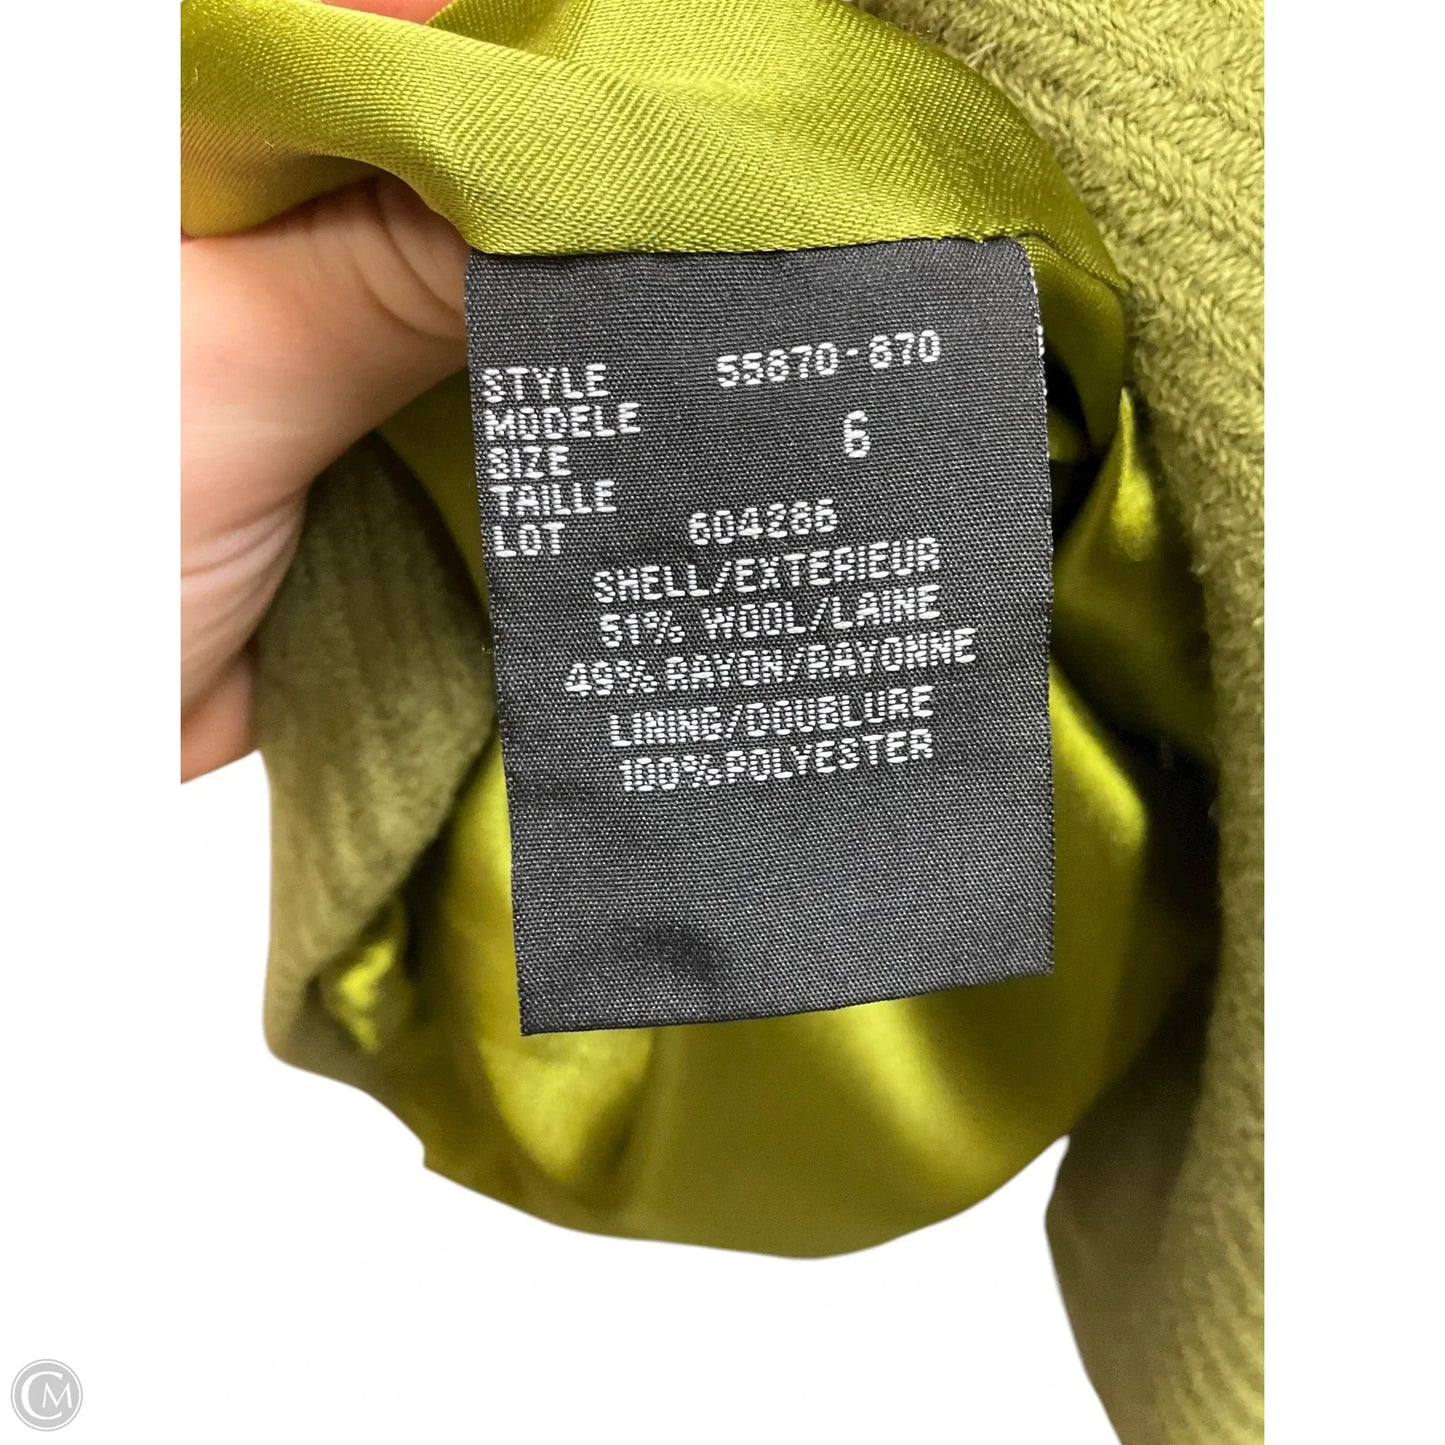 STYLE 55870-870
MODELE
SIZE 6
TAILLE
LOT 604286
SHELL/EXTERIEUR
51% WOOL/LAINE
49% RAYON/RAYONNE
LINING/DOUBLURE
100% POLYESTER
CM